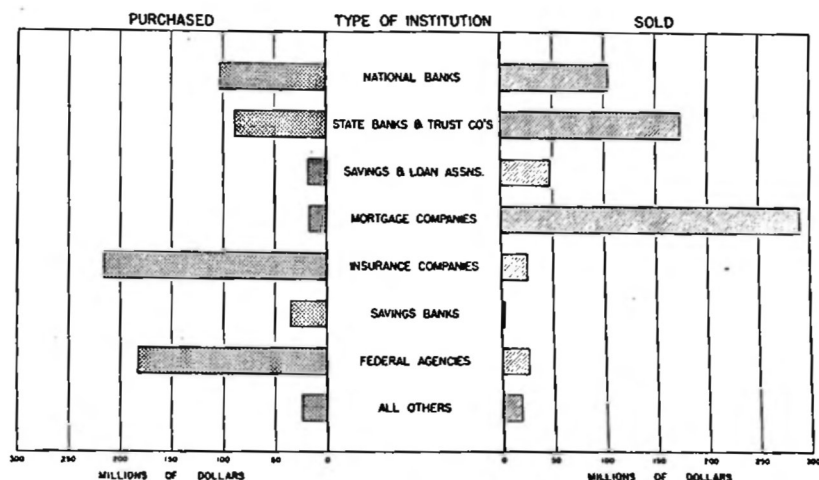 PURCHASED TYPE OF INSTITUTION SOLD
NATIONAL BANKS
STATE BANKS & TRUST CO'S
SAVINGS & LOAN ASSNS.
MORTGAGE COMPANIES
INSURANCE COMPANIES
SAVINGS BANKS
FEDERAL AGENCIES
ALL OTHERS
300 250 200 150 100 50 0 0 50 100 150 200 250 300
MILLIONS OF DOLLARS MILLIONS OF DOLLARS